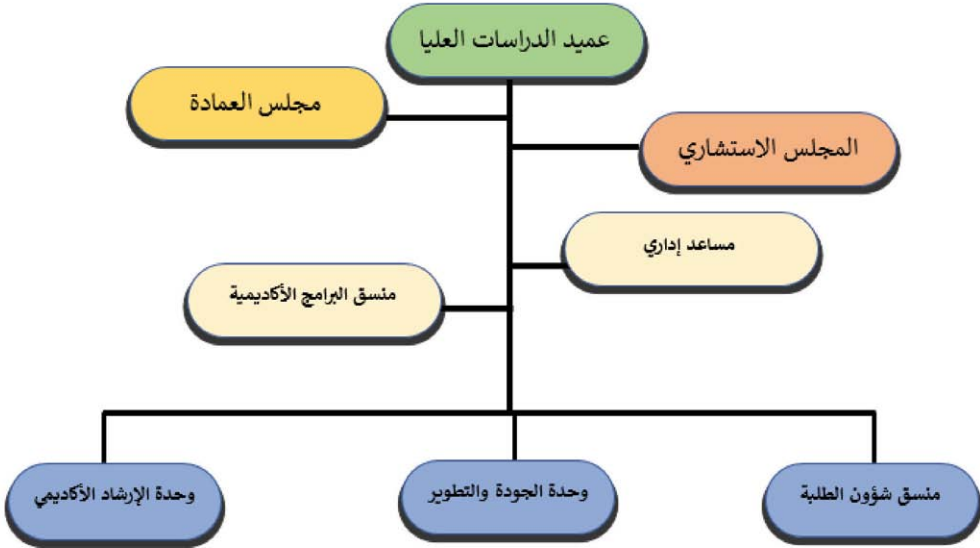 عميد الدراسات العليا
مجلس العمادة
المجلس الاستشاري
مساعد إداري
منسق البرامج الأكاديمية
منسق شؤون الطلبة
وحدة الجودة والتطوير
وحدة الإرشاد الأكاديمي